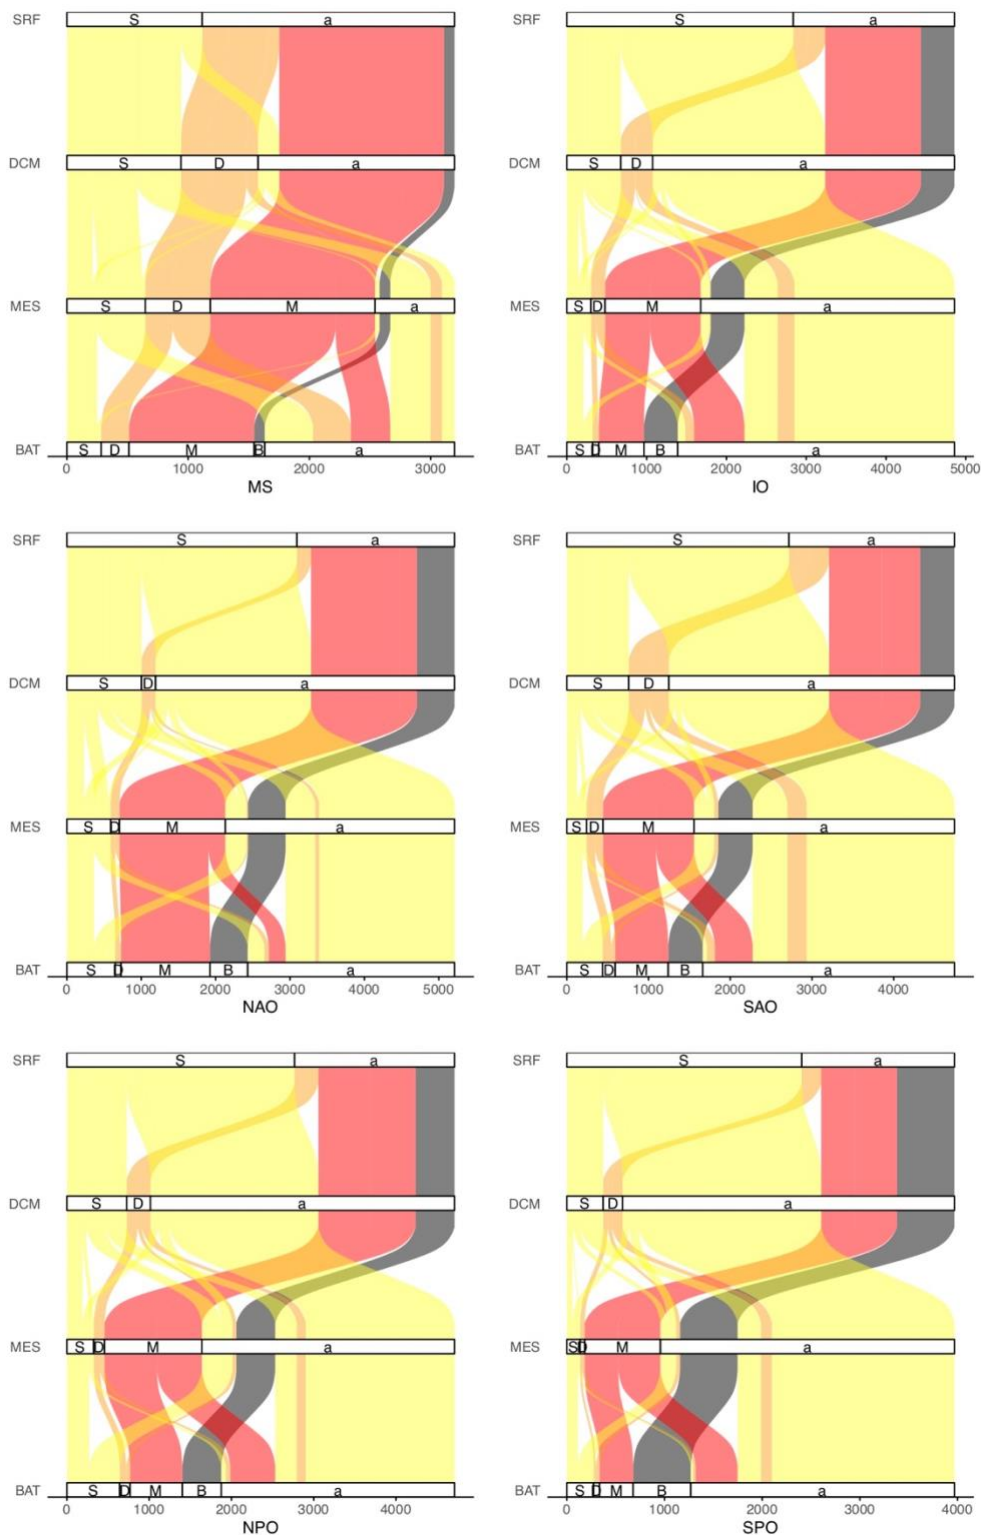 SRF S a SRF S a
DCM S D a DCM S D a
MES S D M a MES S D M a
BAT S D M B a BAT S D M B a
0 1000 2000 3000 0 1000 2000 3000 4000 5000
MS IO
SRF S a SRF S a
DCM S D a DCM S D a
MES S D M a MES S D M a
BAT S D M B a BAT S D M B a
0 1000 2000 3000 4000 5000 0 1000 2000 3000 4000
NAO SAO
SRF S a SRF S a
DCM S D a DCM S D a
MES S D M a MES S D M a
BAT S D M B a BAT S D M B a
0 1000 2000 3000 4000 0 1000 2000 3000 4000
NPO SPO